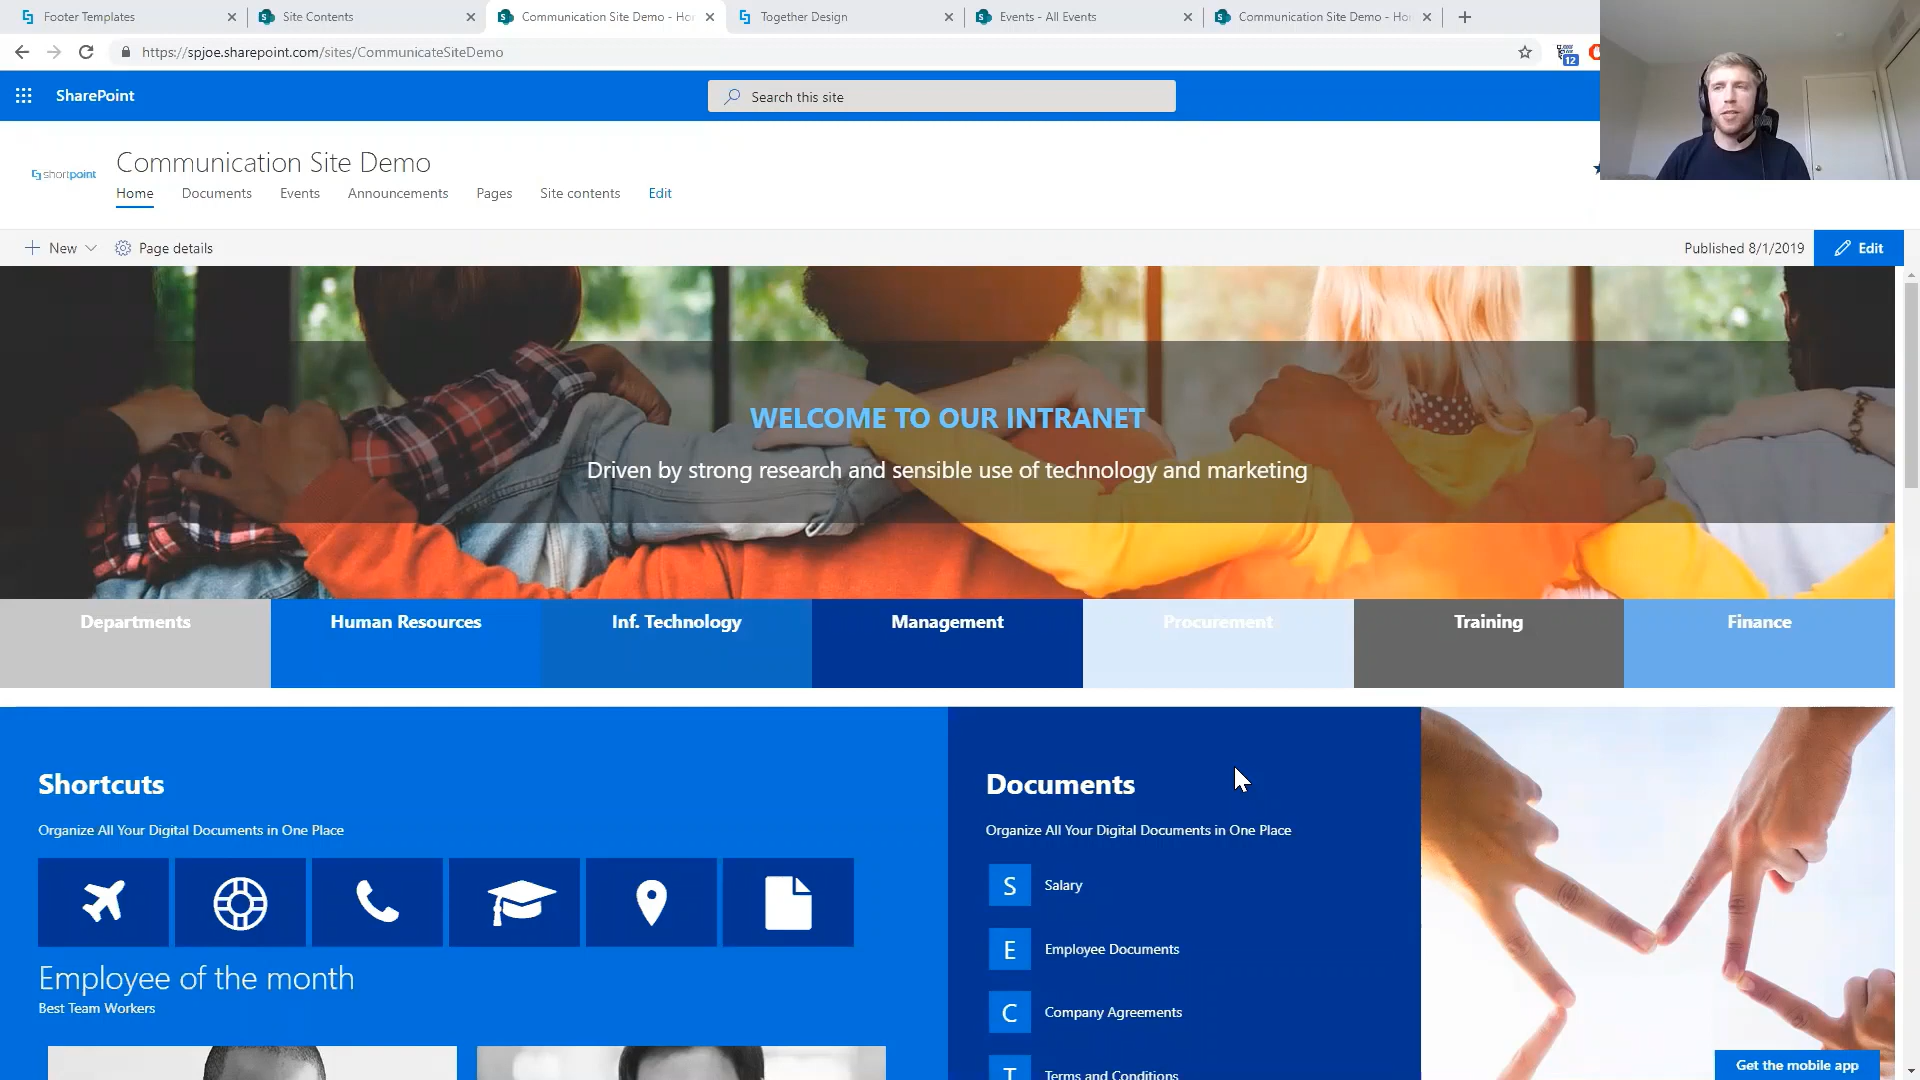 Footer Templates
Site Contents
Communication Site Demo - Ho
Together Design
Events - All Events
Communication Site Demo - Ho
https://spjoe.sharepoint.com/sites/CommunicateSiteDemo
12
SharePoint
Search this site
shortpoint
Communication Site Demo
Home Documents Events Announcements Pages Site contents Edit
New Page details
Published 8/1/2019 Edit
WELCOME TO OUR INTRANET
Driven by strong research and sensible use of technology and marketing
Departments Human Resources Inf. Technology Management Procurement Training Finance
Shortcuts
Organize All Your Digital Documents in One Place
Employee of the month
Best Team Workers
Documents
Organize All Your Digital Documents in One Place
S Salary
E Employee Documents
C Company Agreements
T Terms and Conditions
Get the mobile app